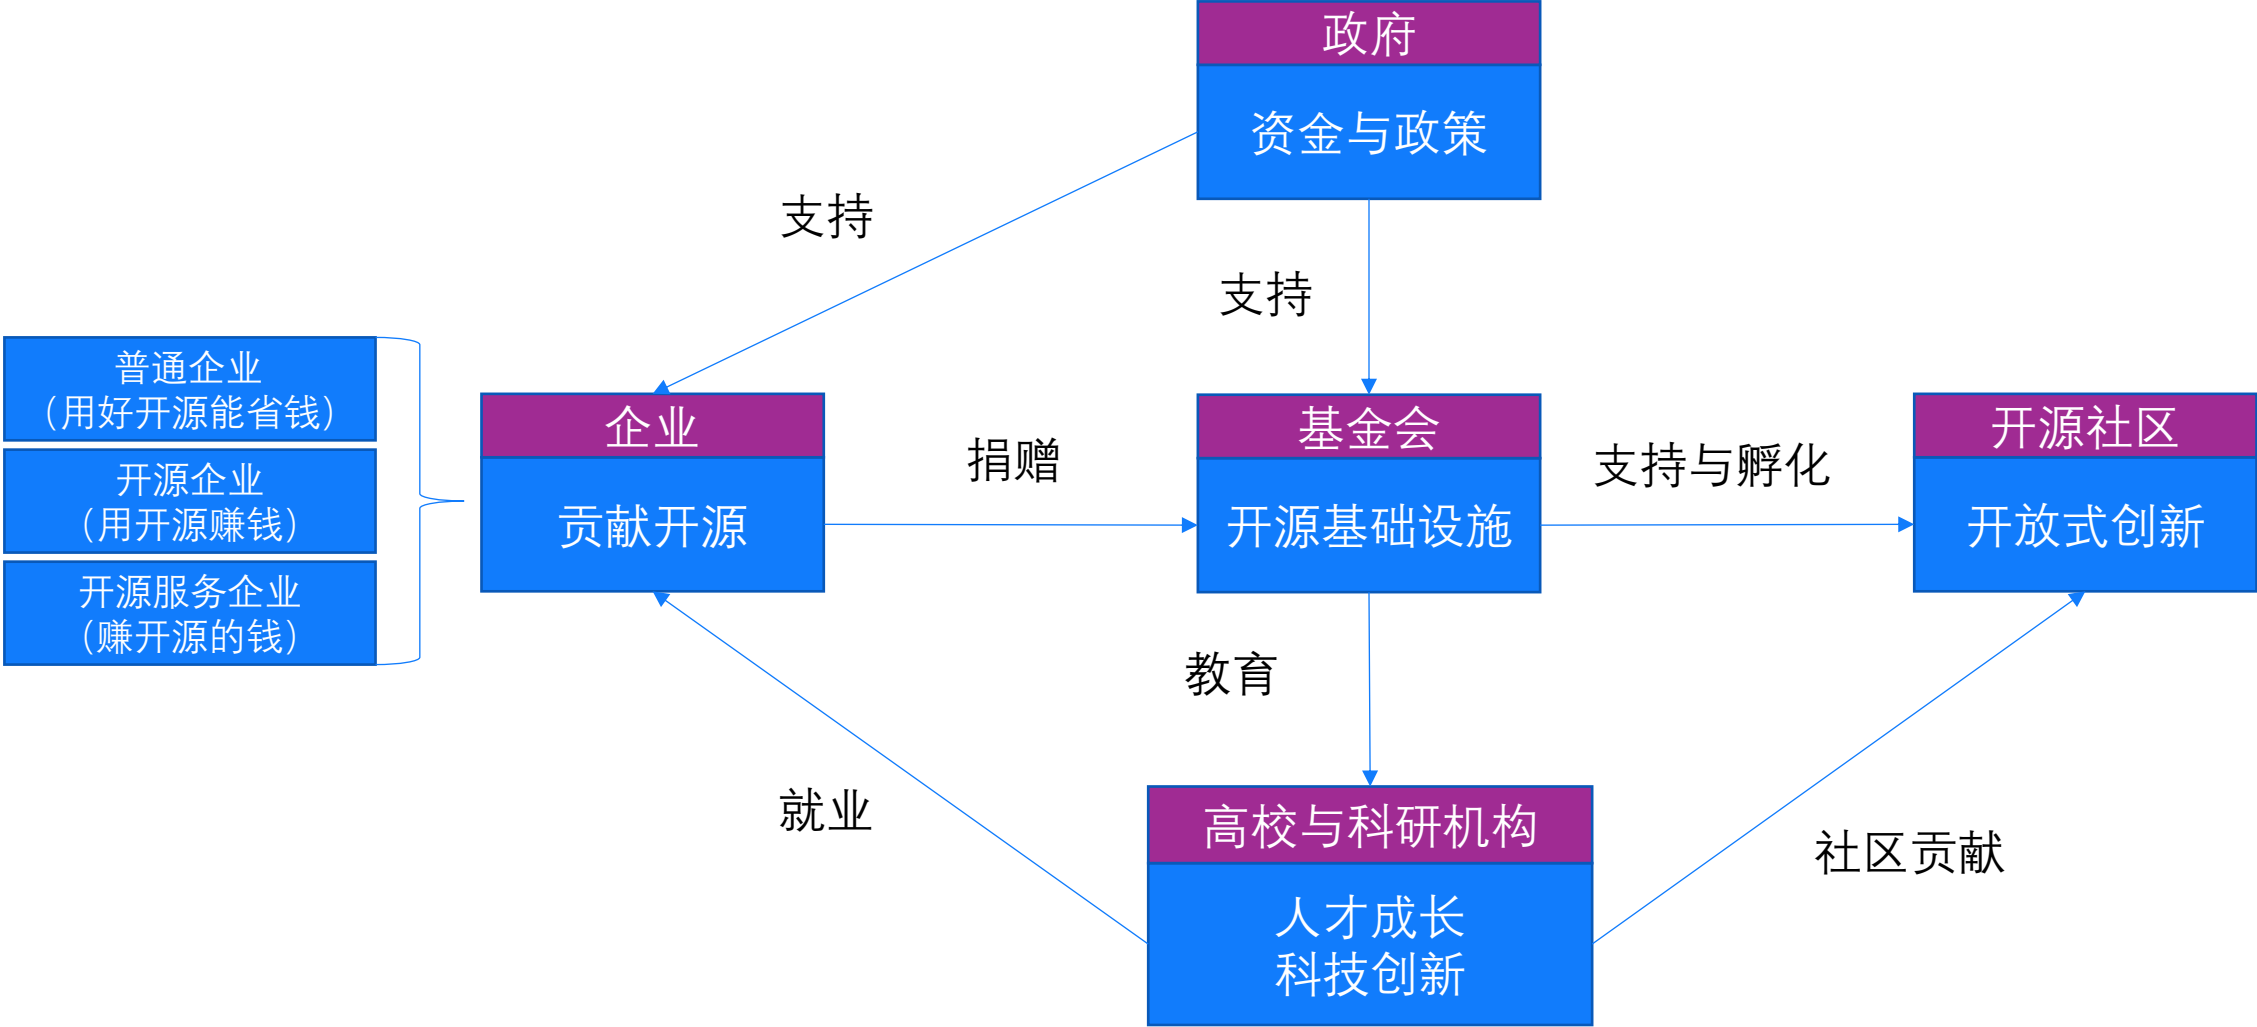 政府
资金与政策
支持
支持
普通企业
（用好开源能省钱）
开源企业
（用开源赚钱）
开源服务企业
（赚开源的钱）
企业
贡献开源
捐赠
基金会
开源基础设施
支持与孵化
开源社区
开放式创新
教育
就业
高校与科研机构
人才成长
科技创新
社区贡献